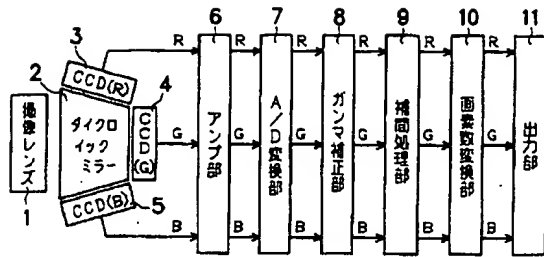 6
7
8
9
10
11
3
2
4
1
5
撮像レンズ
ダイクロ
イック
ミラー
CCD(R)
CCD(G)
CCD(B)
R
G
B
アンプ部
R
G
B
A/D変換部
R
G
B
ガンマ補正部
R
G
B
補間処理部
R
G
B
画素数変換部
R
G
B
出力部